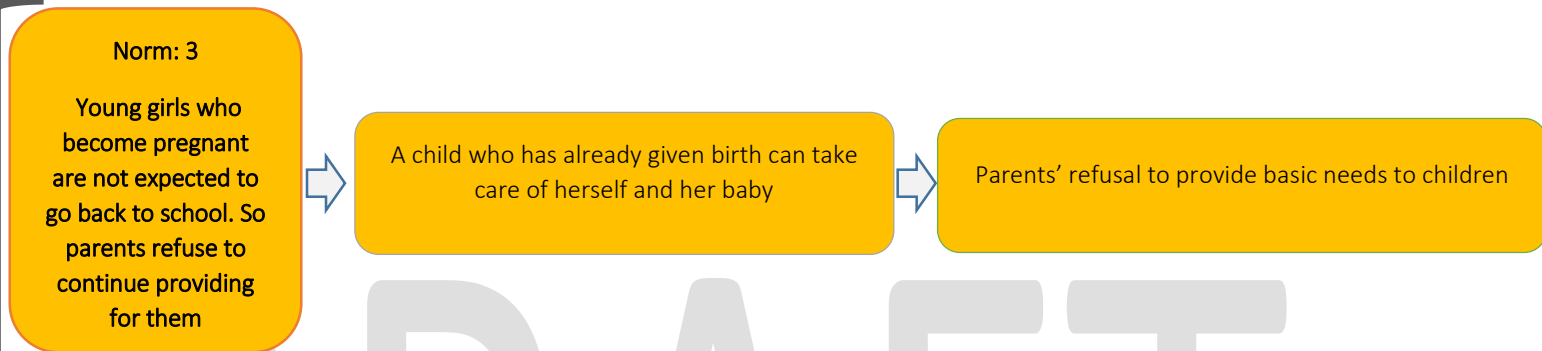 Norm: 3
Young girls who
become pregnant
are not expected to
go back to school. So
parents refuse to
continue providing
for them
A child who has already given birth can take
care of herself and her baby
Parents’ refusal to provide basic needs to children
DRAFT